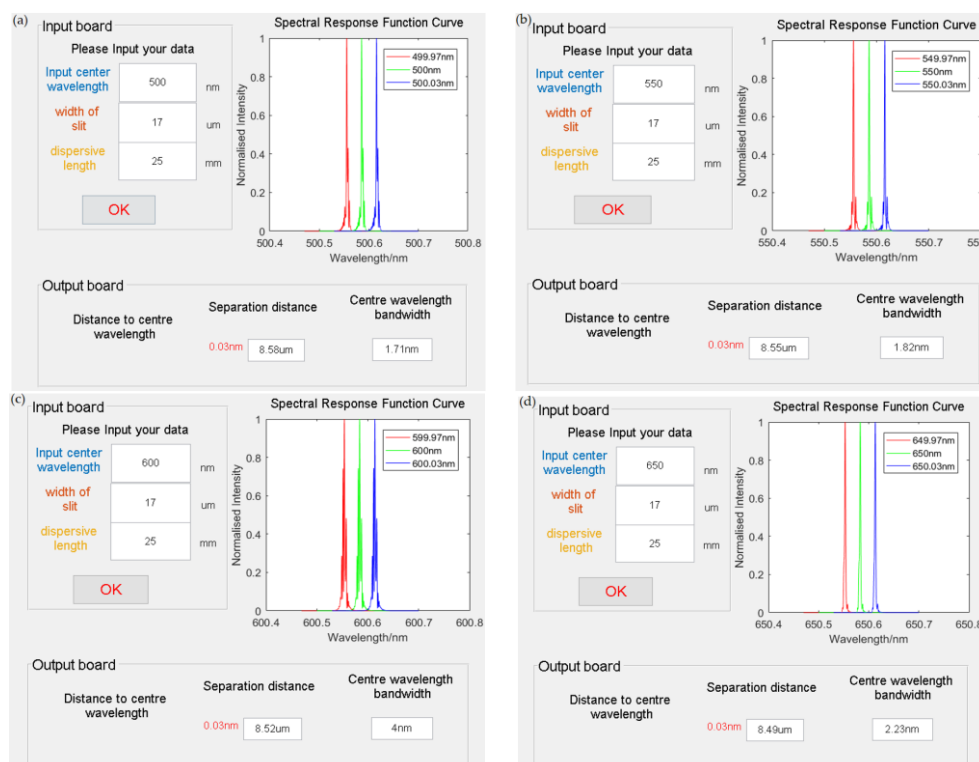 (a)
Input board
Please Input your data
Input center wavelength
500
nm
width of slit
17
um
dispersive length
25
mm
OK
Spectral Response Function Curve
Normalised Intensity
1
0.8
0.6
0.4
0.2
0
499.97nm
500nm
500.03nm
500.4 500.5 500.6 500.7 500.8
Wavelength/nm
Output board
Distance to centre wavelength
Separation distance
Centre wavelength bandwidth
0.03nm 8.58um
1.71nm
(b)
Input board
Please Input your data
Input center wavelength
550
nm
width of slit
17
um
dispersive length
25
mm
OK
Spectral Response Function Curve
Normalised Intensity
1
0.8
0.6
0.4
0.2
0
549.97nm
550nm
550.03nm
550.4 550.5 550.6 550.7
Wavelength/nm
Output board
Distance to centre wavelength
Separation distance
Centre wavelength bandwidth
0.03nm 8.55um
1.82nm
(c)
Input board
Please Input your data
Input center wavelength
600
nm
width of slit
17
um
dispersive length
25
mm
OK
Spectral Response Function Curve
Normalised Intensity
1
0.8
0.6
0.4
0.2
0
599.97nm
600nm
600.03nm
600.4 600.5 600.6 600.7 600.8
Wavelength/nm
Output board
Distance to centre wavelength
Separation distance
Centre wavelength bandwidth
0.03nm 8.52um
4nm
(d)
Input board
Please Input your data
Input center wavelength
650
nm
width of slit
17
um
dispersive length
25
mm
OK
Spectral Response Function Curve
Normalised Intensity
1
0.8
0.6
0.4
0.2
0
649.97nm
650nm
650.03nm
650.4 650.5 650.6 650.7 650.8
Wavelength/nm
Output board
Distance to centre wavelength
Separation distance
Centre wavelength bandwidth
0.03nm 8.49um
2.23nm